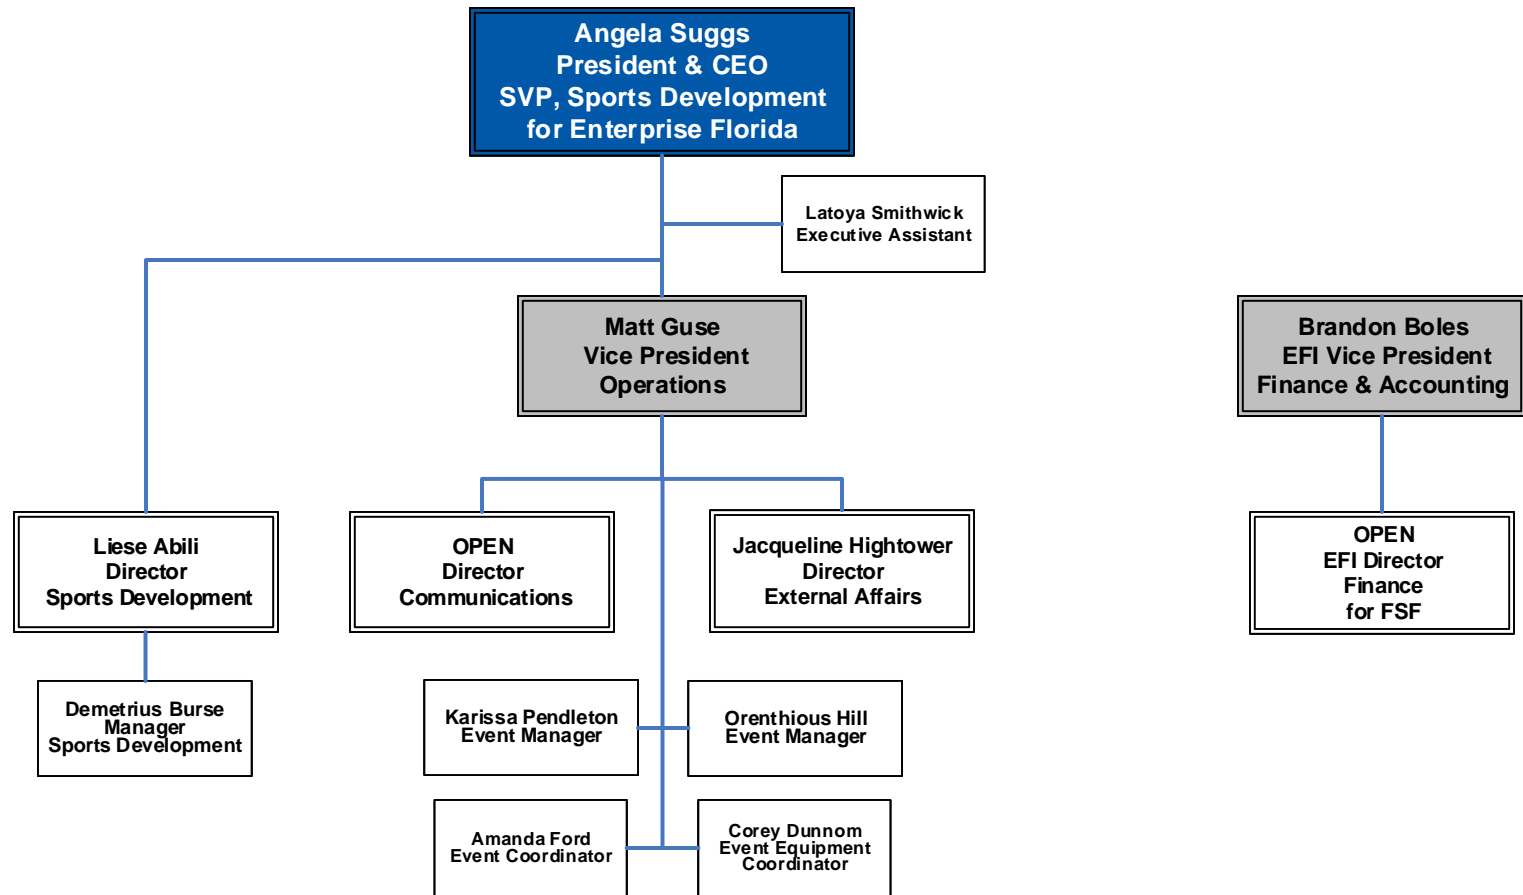 Angela Suggs
President & CEO
SVP, Sports Development
for Enterprise Florida
Latoya Smithwick
Executive Assistant
Matt Guse
Vice President
Operations
Brandon Boles
EFI Vice President
Finance & Accounting
Liese Abili
Director
Sports Development
OPEN
Director
Communications
Jacqueline Hightower
Director
External Affairs
OPEN
EFI Director
Finance
for FSF
Demetrius Burse
Manager
Sports Development
Karissa Pendleton
Event Manager
Orenthious Hill
Event Manager
Amanda Ford
Event Coordinator
Corey Dunnom
Event Equipment
Coordinator